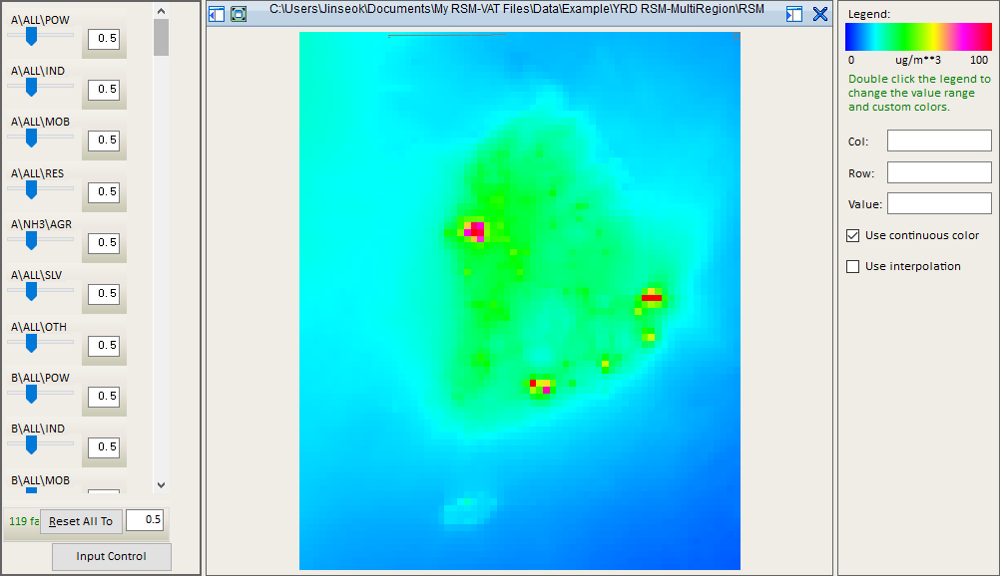 C:\Users\Jinseok\Documents\My RSM-VAT Files\Data\Example\YRD RSM-MultiRegion\RSM
A\ALL\POW
0.5
A\ALL\IND
0.5
A\ALL\MOB
0.5
A\ALL\RES
0.5
A\NH3\AGR
0.5
A\ALL\SLV
0.5
A\ALL\OTH
0.5
B\ALL\POW
0.5
B\ALL\IND
0.5
B\ALL\MOB
119 fa
Reset All To
0.5
Input Control
Legend:
0 ug/m**3 100
Double click the legend to
change the value range
and custom colors.
Col:
Row:
Value:
Use continuous color
Use interpolation